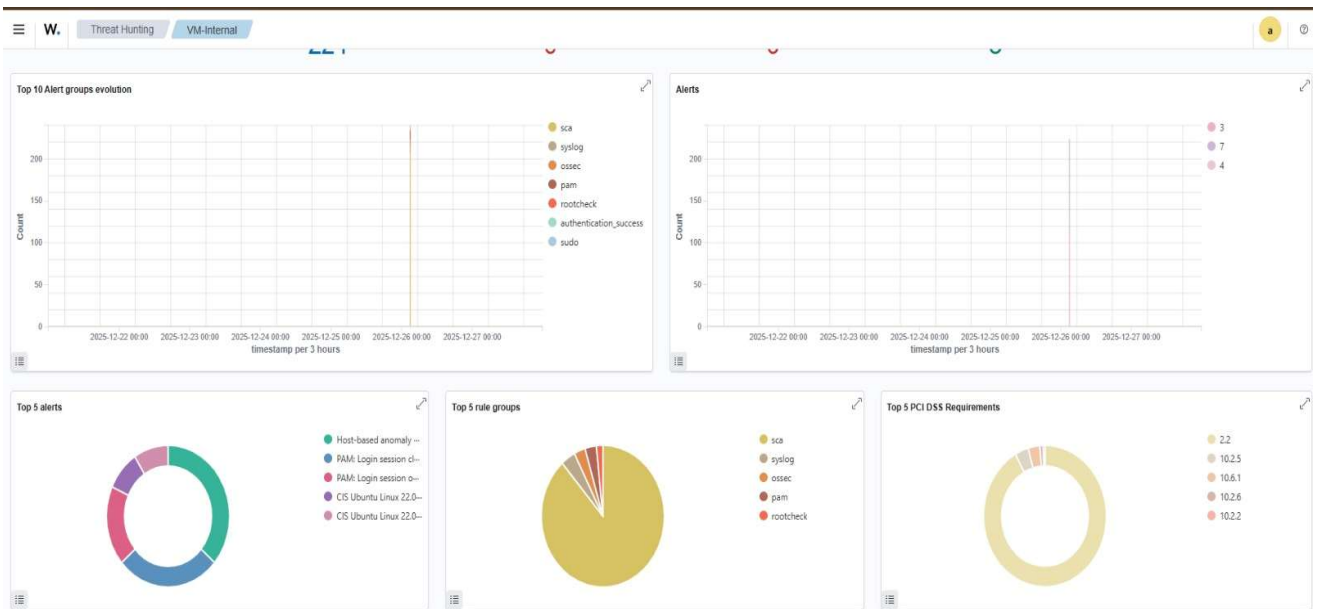 W. Threat Hunting VM-Internal a
Top 10 Alert groups evolution
200
150
100
50
0
Count
2025-12-22 00:00 2025-12-23 00:00 2025-12-24 00:00 2025-12-25 00:00 2025-12-26 00:00 2025-12-27 00:00
timestamp per 3 hours
sca
syslog
ossec
pam
rootcheck
authentication_success
sudo
Alerts
200
150
100
50
0
Count
2025-12-22 00:00 2025-12-23 00:00 2025-12-24 00:00 2025-12-25 00:00 2025-12-26 00:00 2025-12-27 00:00
timestamp per 3 hours
3
7
4
Top 5 alerts
Host-based anomaly --
PAM: Login session cl--
PAM: Login session o--
CIS Ubuntu Linux 22.0--
CIS Ubuntu Linux 22.0--
Top 5 rule groups
sca
syslog
ossec
pam
rootcheck
Top 5 PCI DSS Requirements
2.2
10.2.5
10.6.1
10.2.6
10.2.2